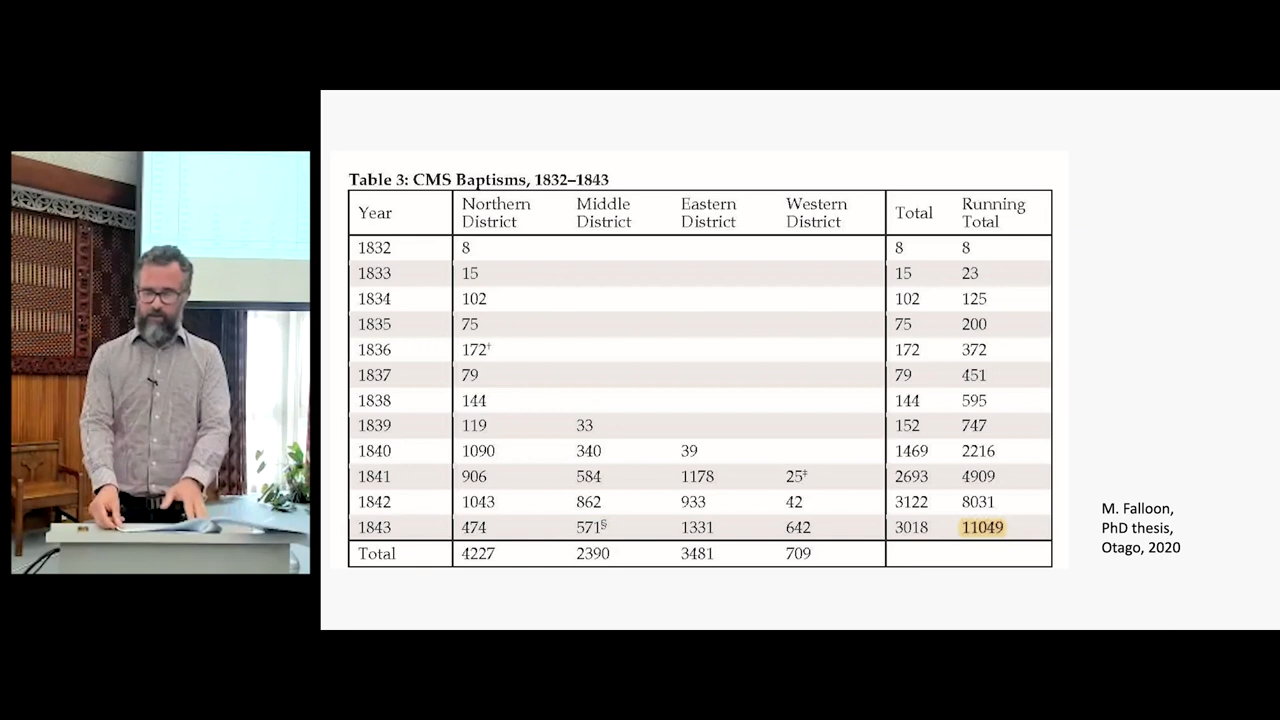 Table 3: CMS Baptisms, 1832–1843
Year Northern District Middle District Eastern District Western District Total Running Total
1832 8 8 8
1833 15 15 23
1834 102 102 125
1835 75 75 200
1836 172† 172 372
1837 79 79 451
1838 144 144 595
1839 119 33 152 747
1840 1090 340 39 1469 2216
1841 906 584 1178 25‡ 2693 4909
1842 1043 862 933 42 3122 8031
1843 474 571§ 1331 642 3018 11049
Total 4227 2390 3481 709
M. Falloon,
PhD thesis,
Otago, 2020